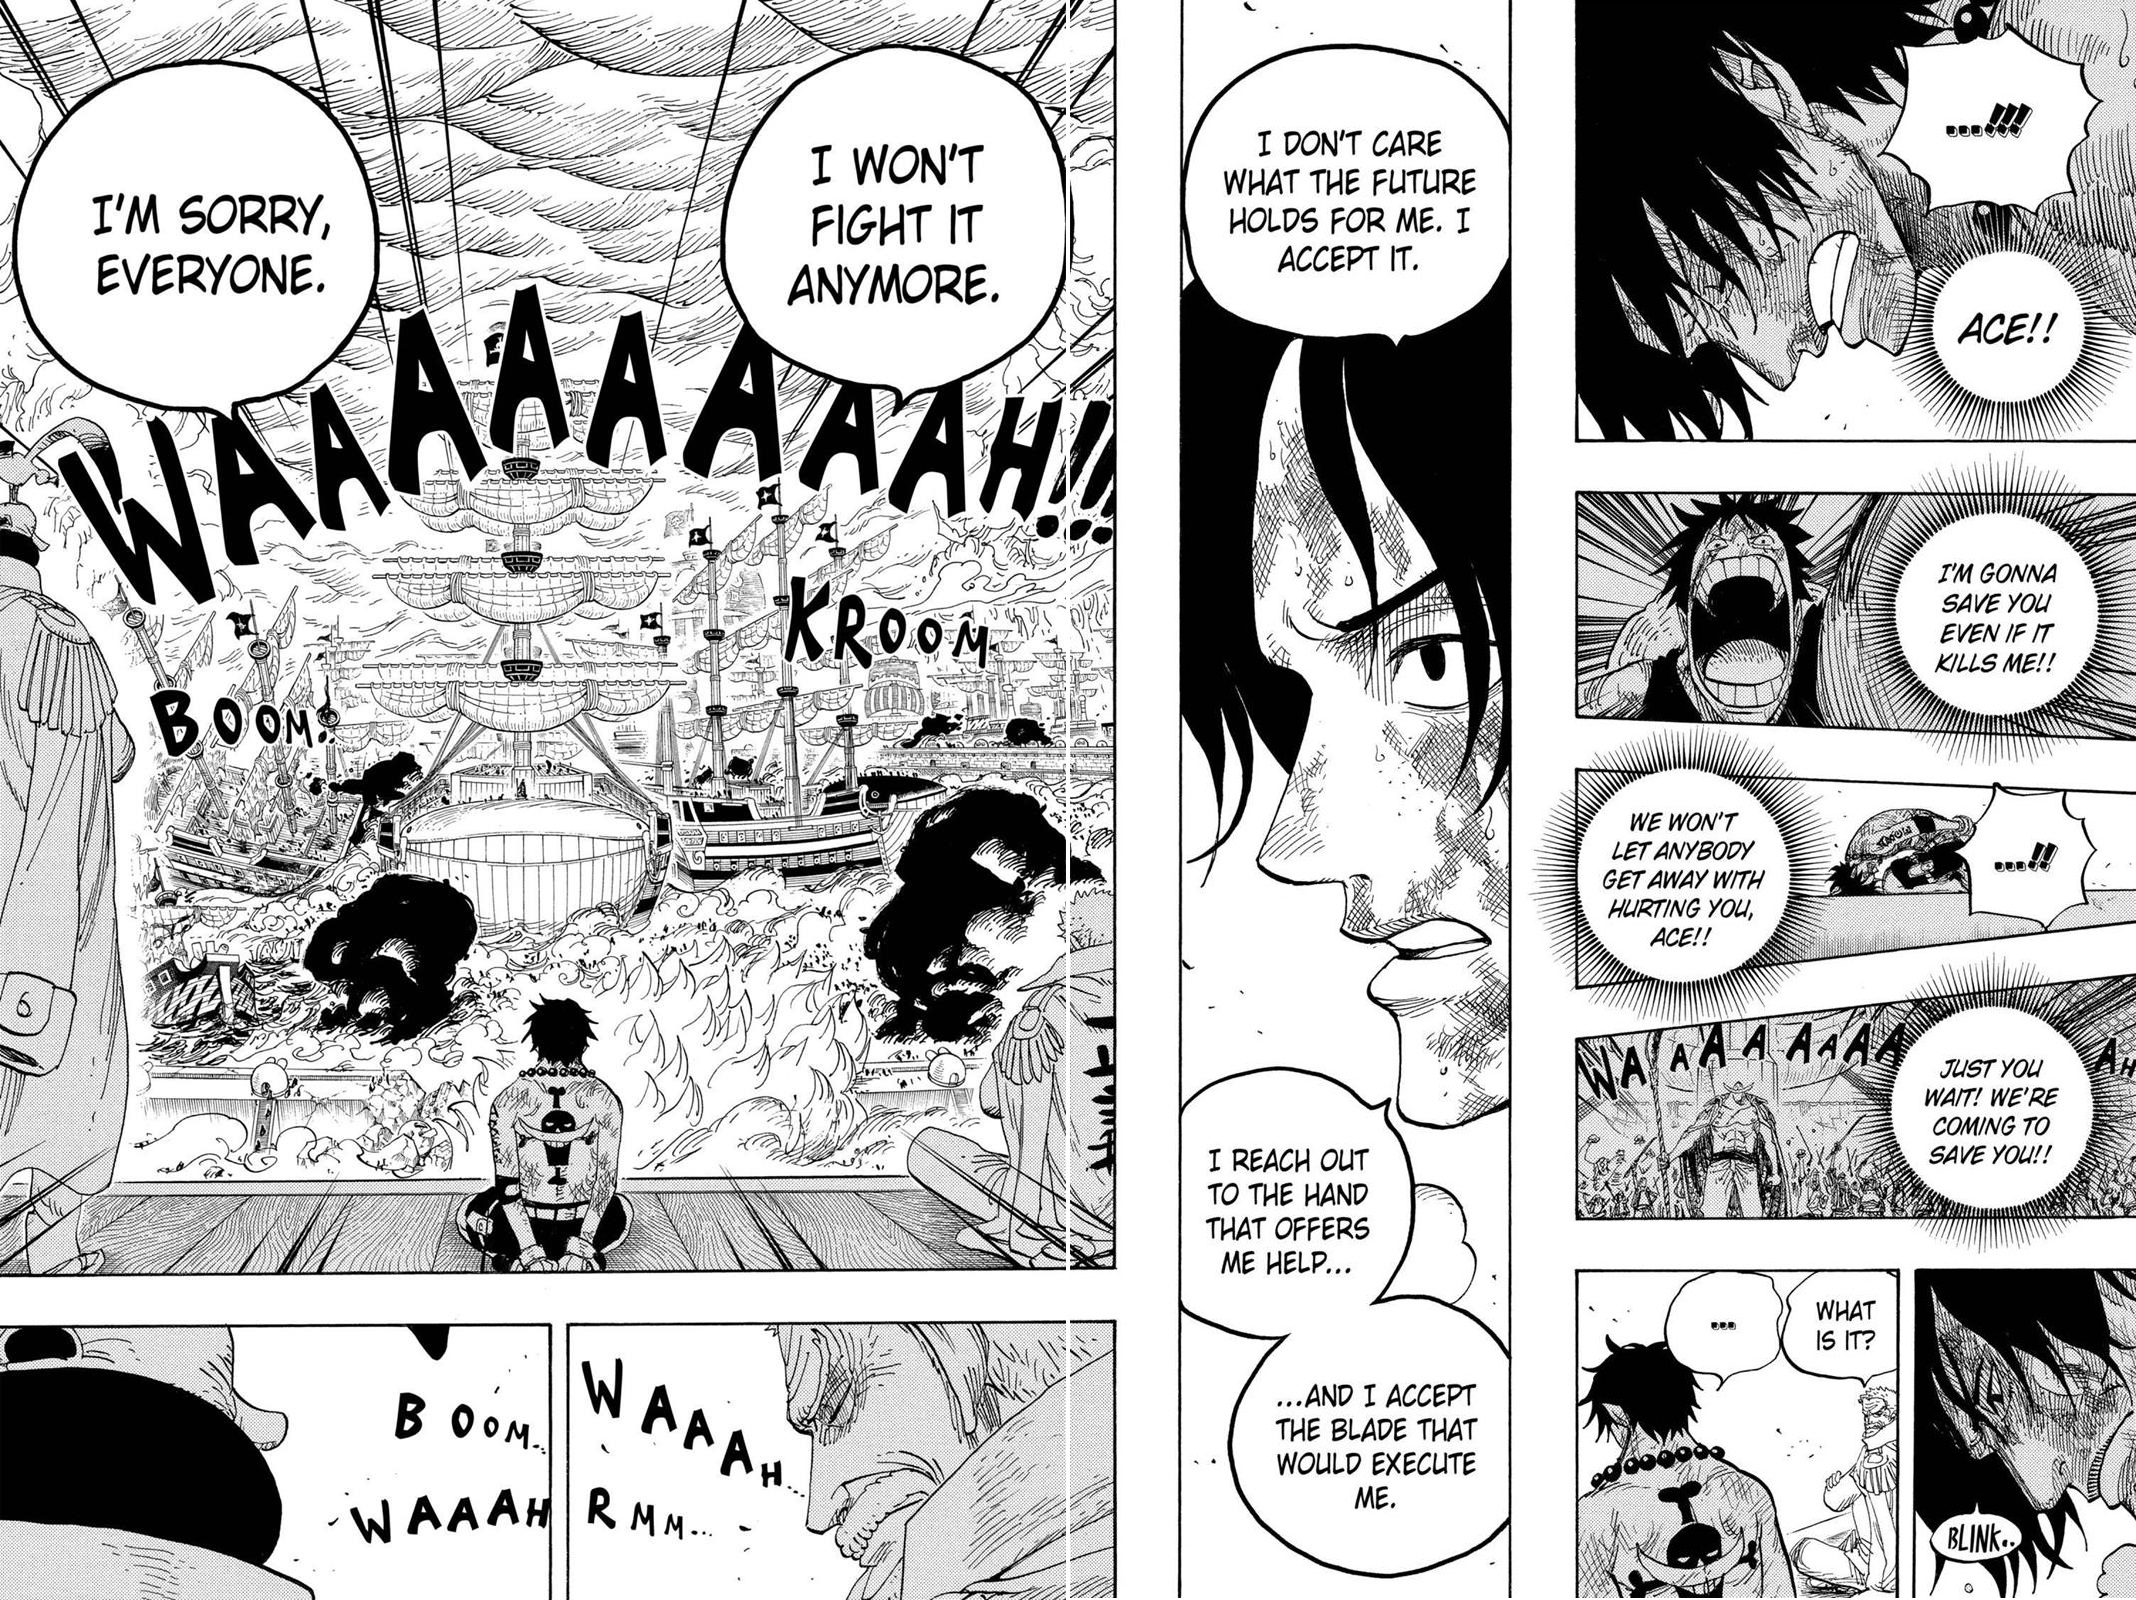 ...!!!
ACE!!
I'M GONNA
SAVE YOU
EVEN IF IT
KILLS ME!!
...!!
WE WON'T
LET ANYBODY
GET AWAY WITH
HURTING YOU,
ACE!!
JUST YOU
WAIT! WE'RE
COMING TO
SAVE YOU!!
WAAAAAAA
AH
BLINK..
WHAT
IS IT?
...
I DON'T CARE
WHAT THE FUTURE
HOLDS FOR ME. I
ACCEPT IT.
I REACH OUT
TO THE HAND
THAT OFFERS
ME HELP...
...AND I ACCEPT
THE BLADE THAT
WOULD EXECUTE
ME.
I WON'T
FIGHT IT
ANYMORE.
I'M SORRY,
EVERYONE.
WAAAAAAAAAH!!!
KROOM
BOOM..
WAAAH...
RMM...
BOOM...
WAAAH